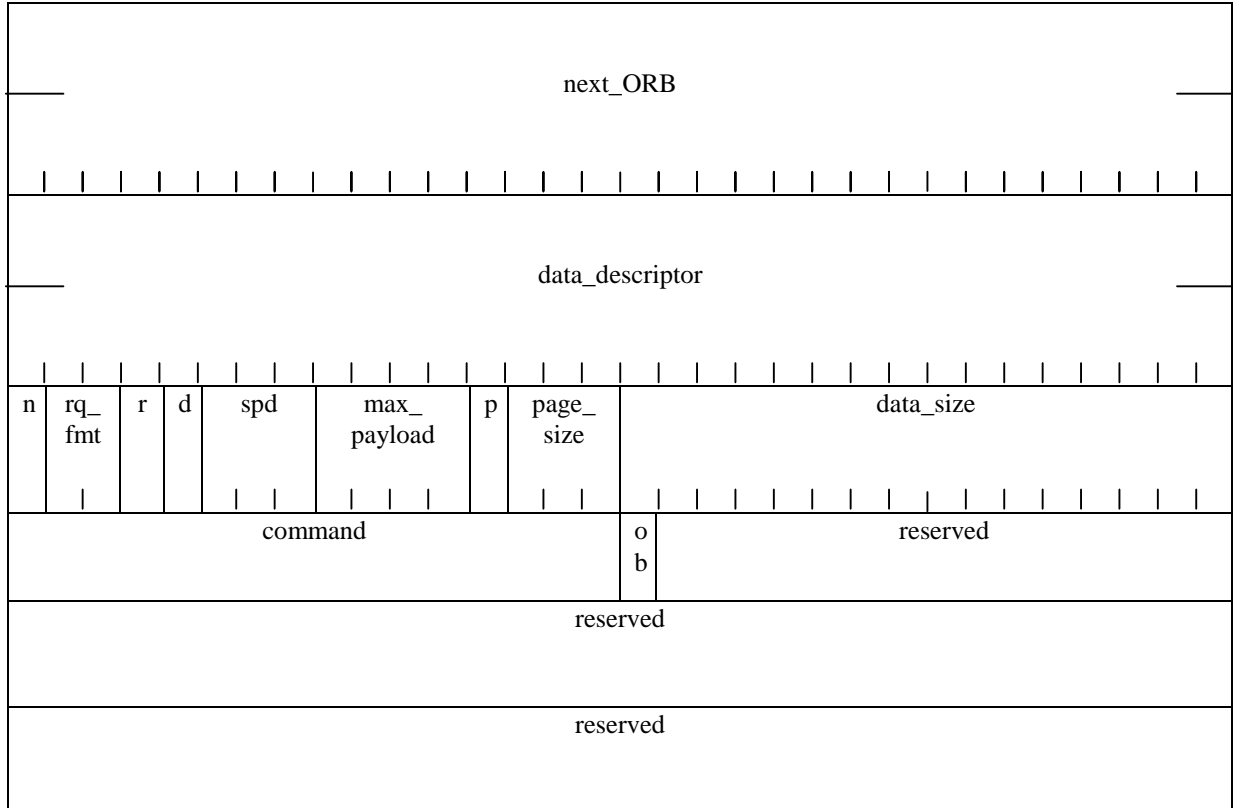 next_ORB
data_descriptor
n rq_ r d spd max_ p page_ data_size
fmt payload size
command o reserved
b
reserved
reserved